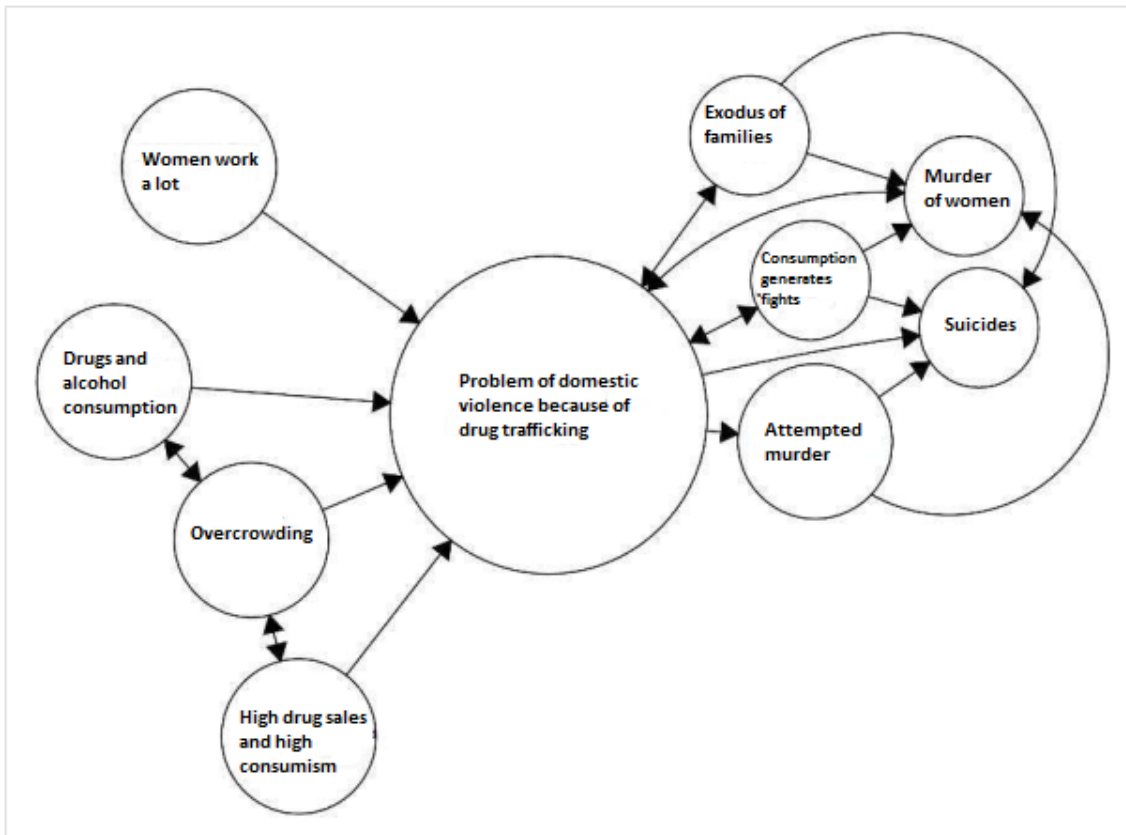 Women work
a lot
Drugs and
alcohol
consumption
Overcrowding
High drug sales
and high
consumism
Problem of domestic
violence because of
drug trafficking
Exodus of
families
Murder
of women
Consumption
generates
"fights
Suicides
Attempted
murder